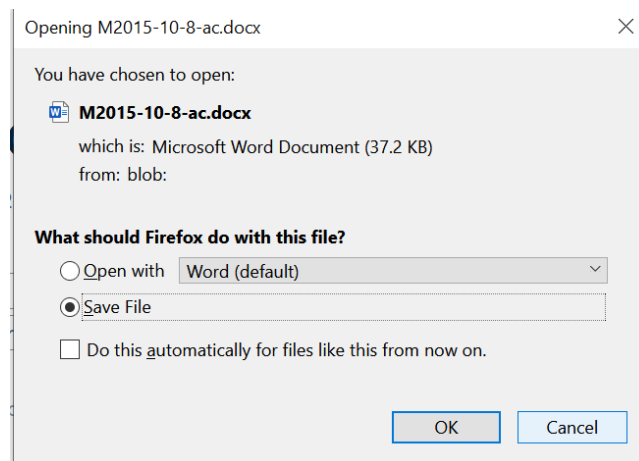 Opening M2015-10-8-ac.docx
You have chosen to open:
M2015-10-8-ac.docx
which is: Microsoft Word Document (37.2 KB)
from: blob:
What should Firefox do with this file?
Open with Word (default)
Save File
Do this automatically for files like this from now on.
OK Cancel